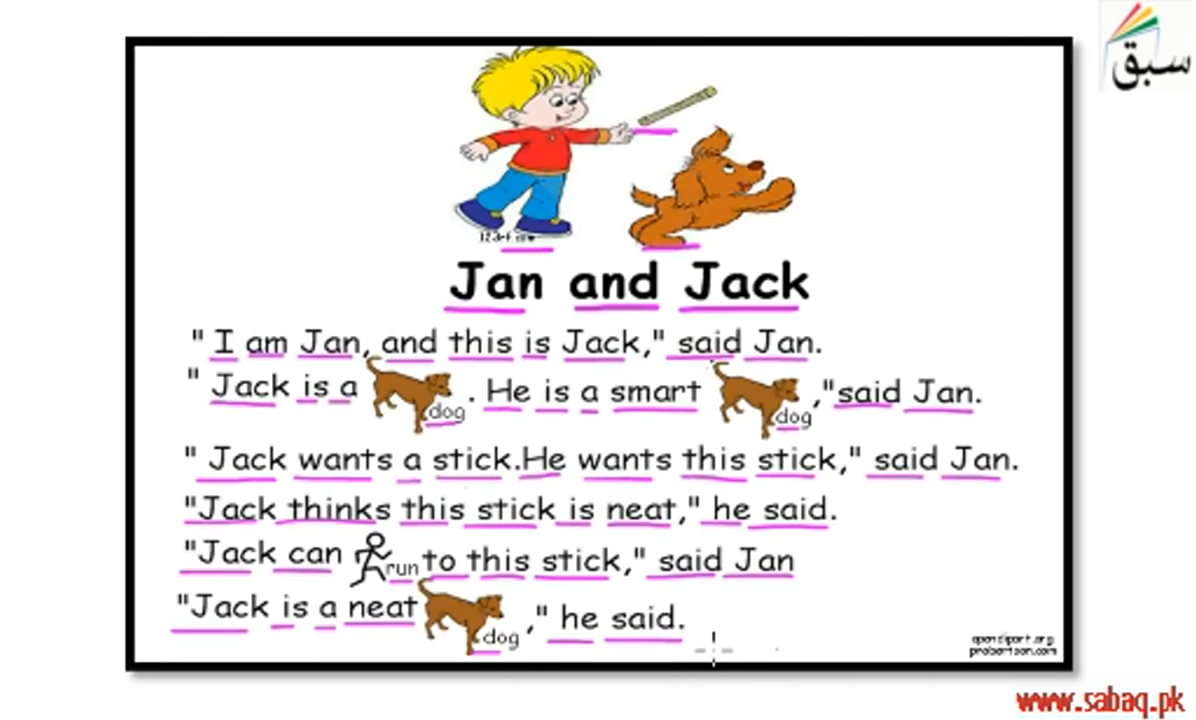 سبق
Jan and Jack
" I am Jan, and this is Jack," said Jan.
" Jack is a dog. He is a smart dog,"said Jan.
" Jack wants a stick.He wants this stick," said Jan.
"Jack thinks this stick is neat," he said.
"Jack can run to this stick," said Jan
"Jack is a neat dog," he said.
probertson.com
www.sabaq.pk